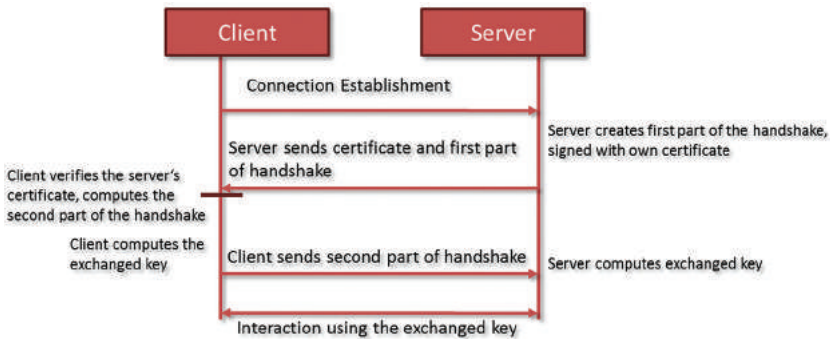 Client
Server
Connection Establishment
Server creates first part of the handshake,
signed with own certificate
Server sends certificate and first part
of handshake
Client verifies the server's
certificate, computes the
second part of the handshake
Client computes the
exchanged key
Client sends second part of handshake
Server computes exchanged key
Interaction using the exchanged key